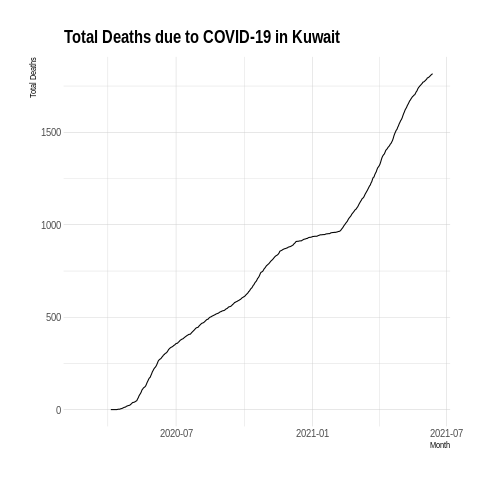 Total Deaths due to COVID-19 in Kuwait
Total Deaths
1500
1000
500
0
2020-07
2021-01
2021-07
Month